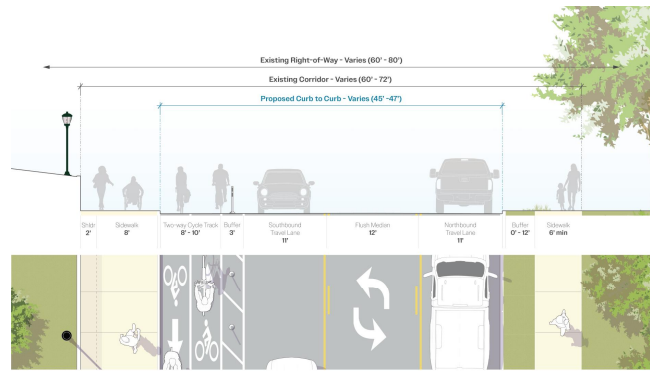 Existing Right-of-Way - Varies (60' - 80')
Existing Corridor - Varies (60' - 72')
Proposed Curb to Curb - Varies (45' -47')
Shldr
2'
Sidewalk
8'
Two-way Cycle Track
8' - 10'
Buffer
3'
Southbound
Travel Lane
11'
Flush Median
12'
Northbound
Travel Lane
11'
Buffer
0' - 12'
Sidewalk
6' min